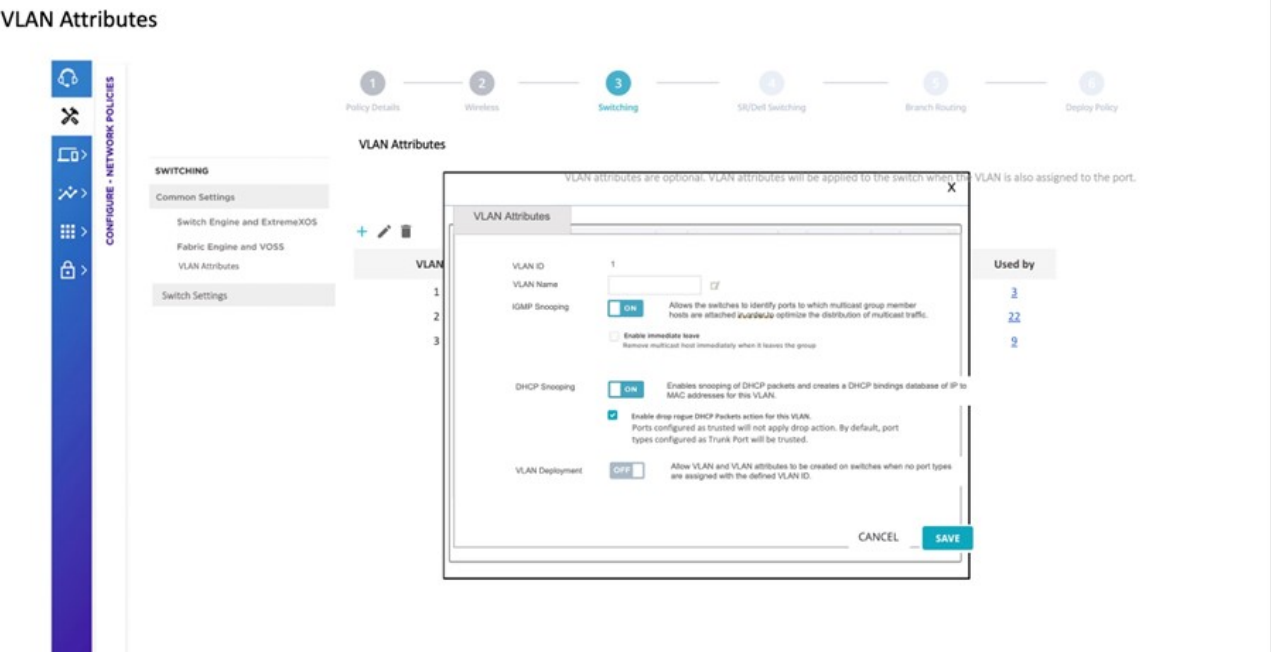 VLAN Attributes
CONFIGURE - NETWORK POLICIES
1
2
3
4
5
6
Policy Details
Wireless
Switching
SR/Dell Switching
Branch Routing
Deploy Policy
VLAN Attributes
VLAN attributes are optional. VLAN attributes will be applied to the switch when the VLAN is also assigned to the port.
SWITCHING
Common Settings
Switch Engine and ExtremeXOS
Fabric Engine and VOSS
VLAN Attributes
Switch Settings
VLAN
Used by
1
3
2
22
3
9
X
VLAN Attributes
VLAN ID
1
VLAN Name
IGMP Snooping
ON
Allows the switches to identify ports to which multicast group member
hosts are attached in order to optimize the distribution of multicast traffic.
Enable immediate leave
Remove multicast host immediately when it leaves the group
DHCP Snooping
ON
Enables snooping of DHCP packets and creates a DHCP bindings database of IP to
MAC addresses for this VLAN.
Enable drop rogue DHCP Packets action for this VLAN.
Ports configured as trusted will not apply drop action. By default, port
types configured as Trunk Port will be trusted.
VLAN Deployment
OFF
Allow VLAN and VLAN attributes to be created on switches when no port types
are assigned with the defined VLAN ID.
CANCEL
SAVE